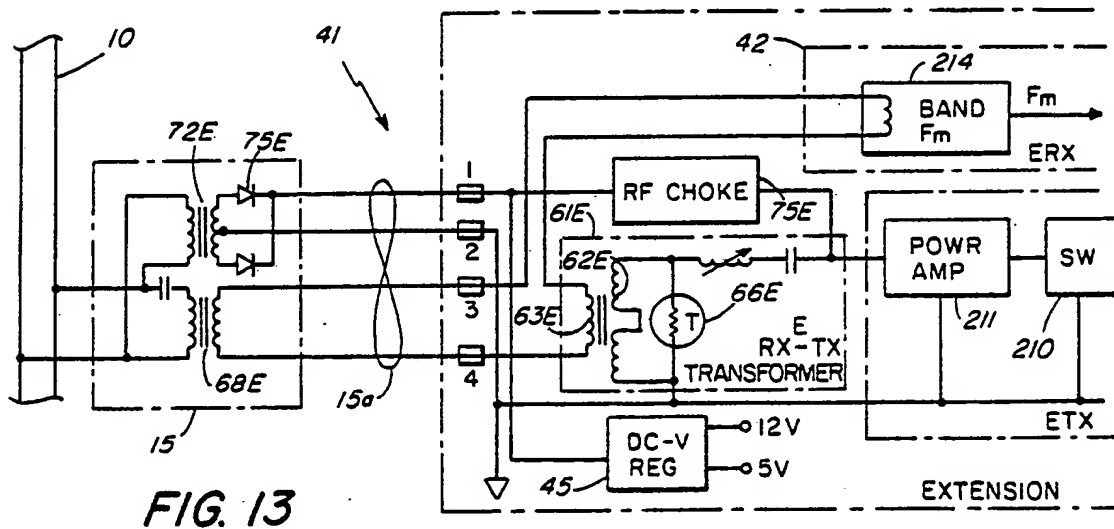 10
41
42
214
BAND
Fm
Fm
ERX
72E
75E
1
RF CHOKE
75E
2
61E
62E
POWR
AMP
211
SW
210
3
63E
T
66E
E
RX-TX
TRANSFORMER
4
68E
15
15a
ETX
DC-V
REG
45
12V
5V
EXTENSION
FIG. 13